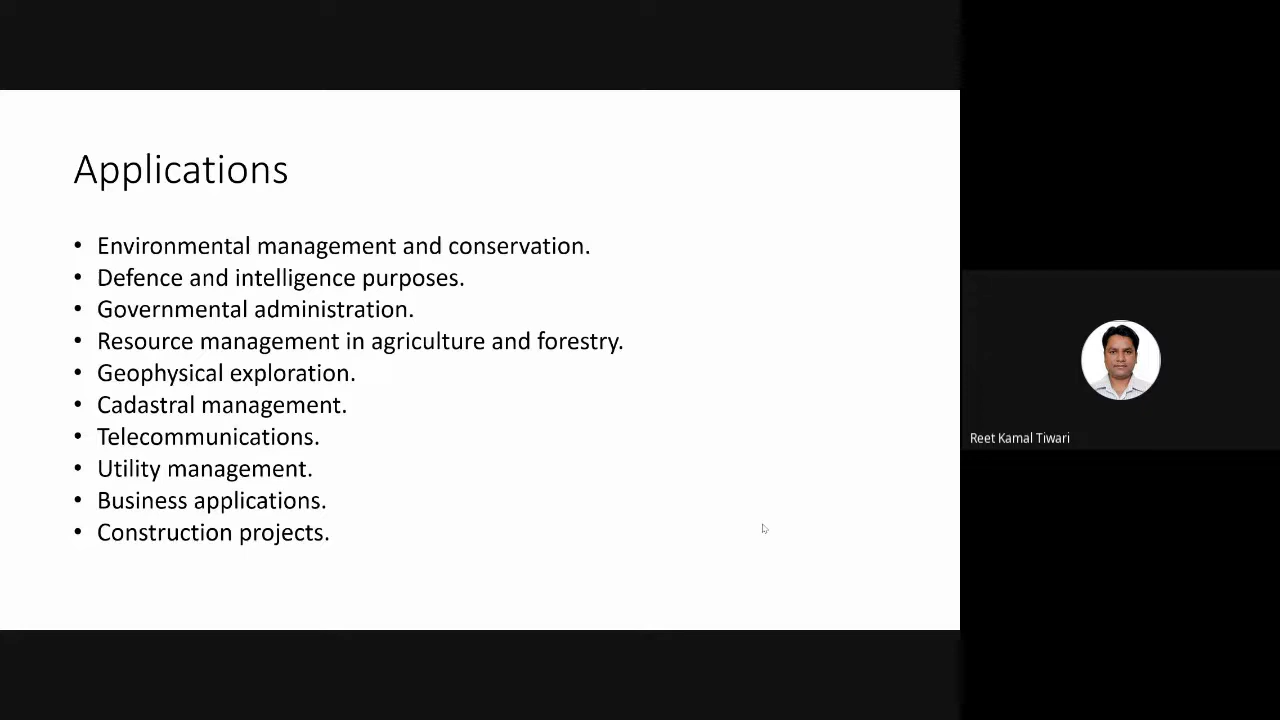 Applications
• Environmental management and conservation.
• Defence and intelligence purposes.
• Governmental administration.
• Resource management in agriculture and forestry.
• Geophysical exploration.
• Cadastral management.
• Telecommunications.
• Utility management.
• Business applications.
• Construction projects.
Reet Kamal Tiwari